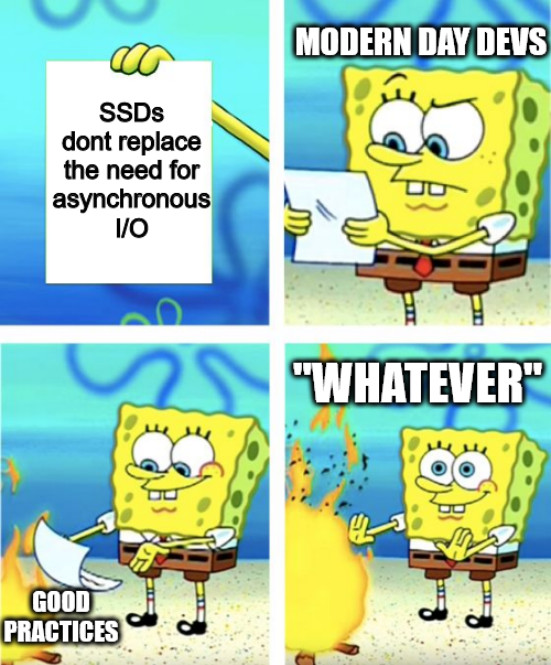 SSDs
dont replace
the need for
asynchronous
I/O
MODERN DAY DEVS
GOOD
PRACTICES
"WHATEVER"